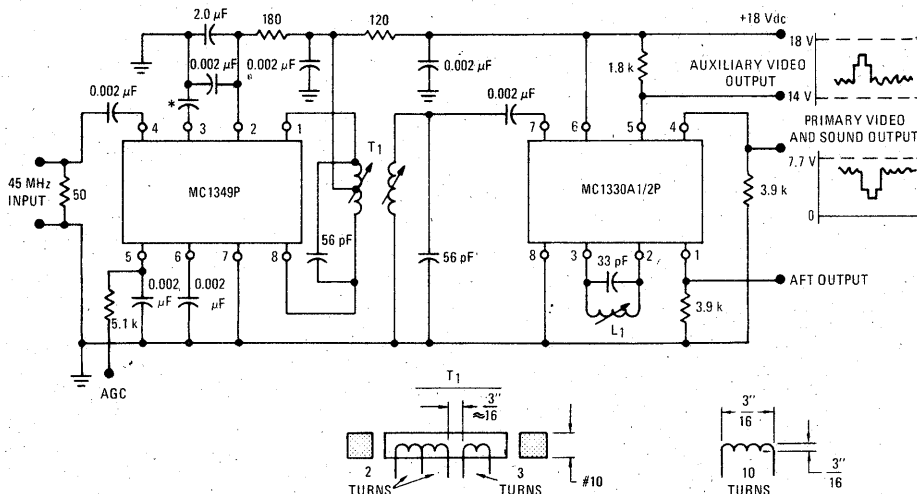 2.0 μF
180
120
+18 Vdc
0.002 μF
0.002 μF
0.002 μF
1.8 k
AUXILIARY VIDEO
OUTPUT
18 V
14 V
0.002 μF
0.002 μF
*
4
3
2
1
7
6
5
4
PRIMARY VIDEO
AND SOUND OUTPUT
7.7 V
0
45 MHz
INPUT
50
MC1349P
T1
MC1330A1/2P
3.9 k
56 pF
56 pF
5
6
7
8
8
3
2
1
33 pF
L1
AFT OUTPUT
3.9 k
0.002
μF
0.002
μF
5.1 k
AGC
T1
≈3"/16
2
TURNS
3
TURNS
#10
3"
16
10
TURNS
3"
16